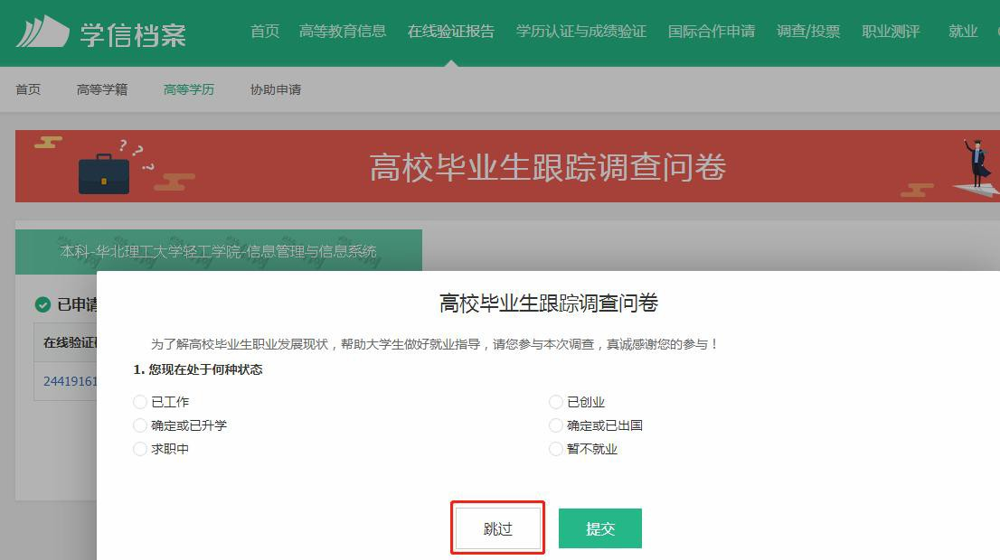 学信档案 首页 高等教育信息 在线验证报告 学历认证与成绩验证 国际合作申请 调查/投票 职业测评 就业
首页 高等学籍 高等学历 协助申请
? ? ?
高校毕业生跟踪调查问卷
本科-华北理工大学轻工学院-信息管理与信息系统
已申请
在线验证
24419161
高校毕业生跟踪调查问卷
为了解高校毕业生职业发展现状，帮助大学生做好就业指导，请您参与本次调查，真诚感谢您的参与！
1. 您现在处于何种状态
已工作 已创业
确定或已升学 确定或已出国
求职中 暂不就业
跳过 提交